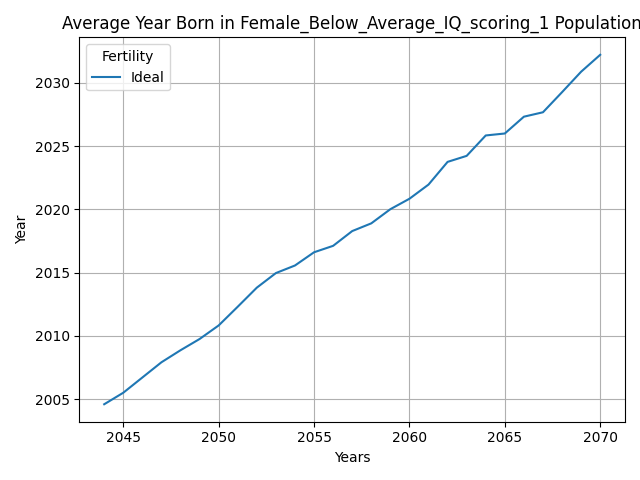 Average Year Born in Female_Below_Average_IQ_scoring_1 Population
Fertility
Ideal
Year
2030
2025
2020
2015
2010
2005
2045 2050 2055 2060 2065 2070
Years